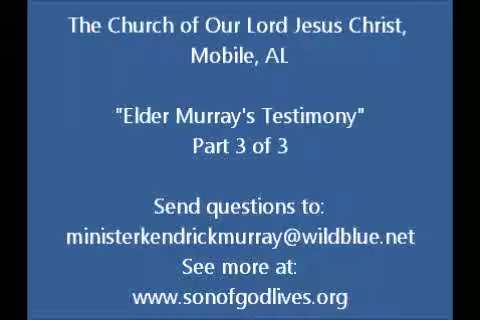 The Church of Our Lord Jesus Christ,
Mobile, AL
"Elder Murray's Testimony"
Part 3 of 3
Send questions to:
ministerkendrickmurray@wildblue.net
See more at:
www.sonofgodlives.org